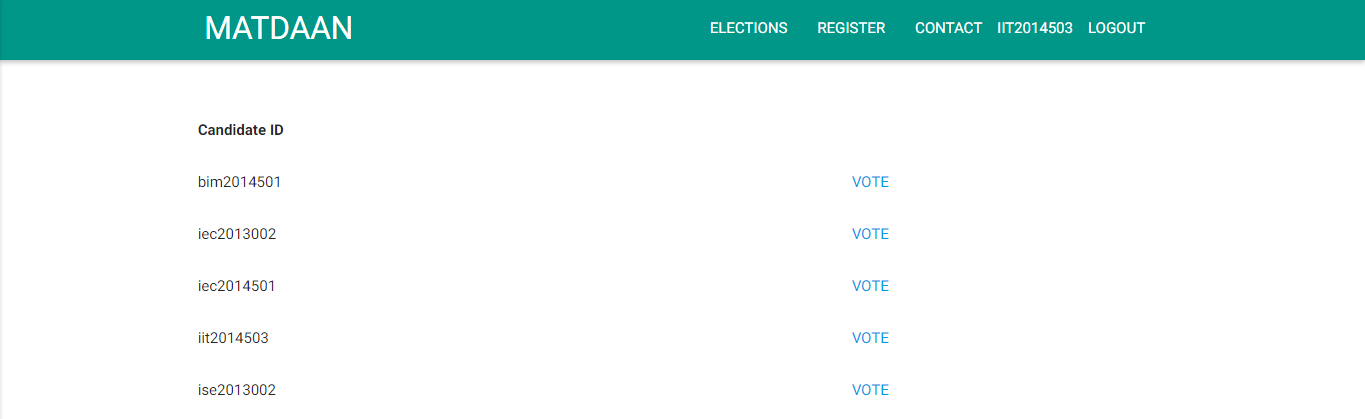 MATDAAN ELECTIONS REGISTER CONTACT IIT2014503 LOGOUT
Candidate ID
bim2014501 VOTE
iec2013002 VOTE
iec2014501 VOTE
iit2014503 VOTE
ise2013002 VOTE